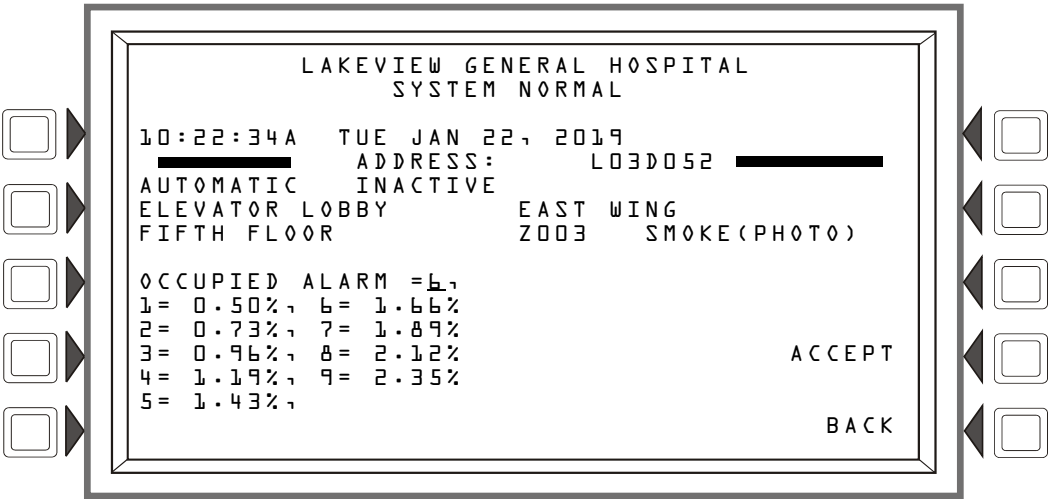 LAKEVIEW GENERAL HOSPITAL
SYSTEM NORMAL
10:22:34A TUE JAN 22, 2019
ADDRESS: L03D052
AUTOMATIC INACTIVE
ELEVATOR LOBBY EAST WING
FIFTH FLOOR Z003 SMOKE(PHOTO)
OCCUPIED ALARM =6,
1= 0.50%, 6= 1.66%
2= 0.73%, 7= 1.89%
3= 0.96%, 8= 2.12%
ACCEPT
4= 1.19%, 9= 2.35%
5= 1.43%,
BACK